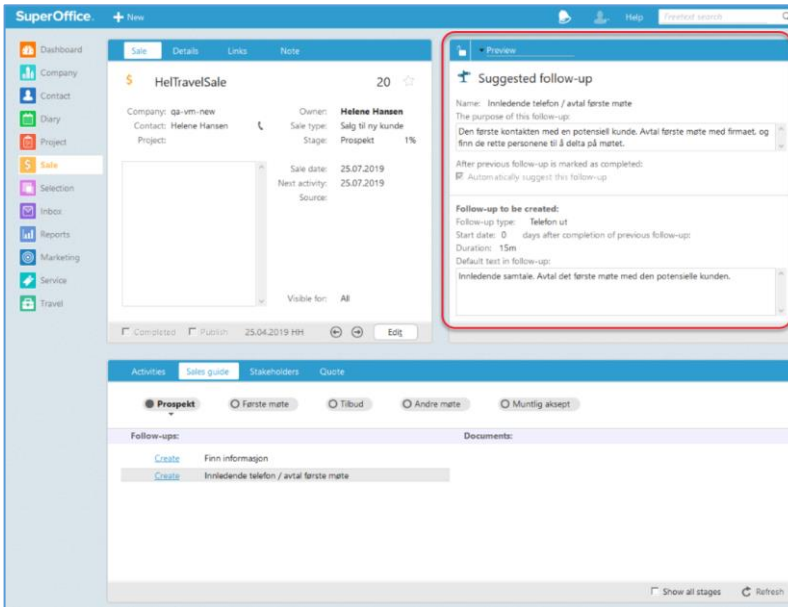 SuperOffice. + New Help Freetext search
Dashboard
Company
Contact
Diary
Project
Sale
Selection
Inbox
Reports
Marketing
Service
Travel
Sale Details Links Note
HelTravelSale 20
Company: qa-vm-new Owner: Helene Hansen
Contact: Helene Hansen Sale type: Salg til ny kunde
Project: Stage: Prospekt 1%
Sale date: 25.07.2019
Next activity: 25.07.2019
Source:
Visible for: All
Completed Publish 25.04.2019 HH Edit
Preview
Suggested follow-up
Name: Innledende telefon / avtal første møte
The purpose of this follow-up:
Den første kontakten med en potensiell kunde. Avtal første møte med firmaet, og
finn de rette personene til å delta på møtet.
After previous follow-up is marked as completed:
Automatically suggest this follow-up
Follow-up to be created:
Follow-up type: Telefon ut
Start date: 0 days after completion of previous follow-up:
Duration: 15m
Default text in follow-up:
Innledende samtale. Avtal det første møte med den potensielle kunden.
Activities Sales guide Stakeholders Quote
Prospekt Første møte Tilbud Andre møte Muntlig aksept
Follow-ups: Documents:
Create Finn informasjon
Create Innledende telefon / avtal første møte
Show all stages Refresh